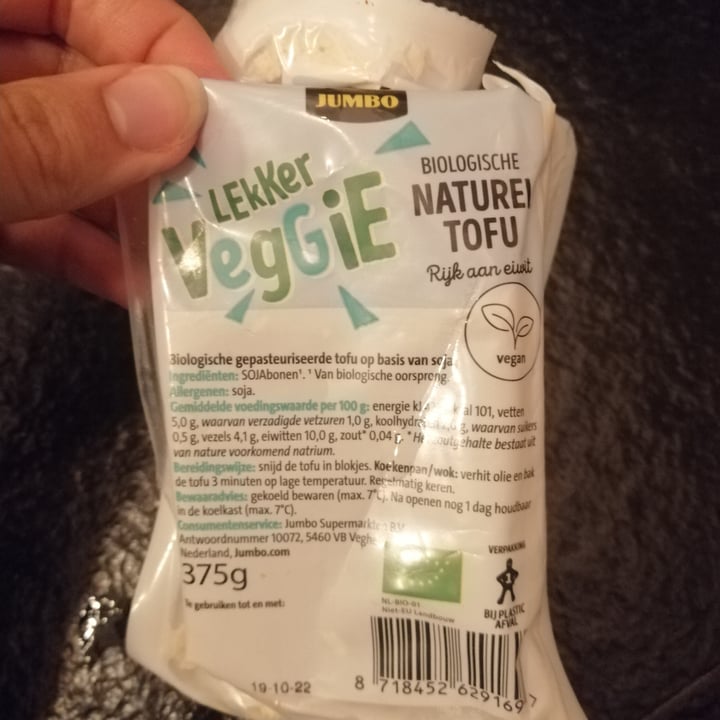 JUMBO
LEKKER
VEGGIE
BIOLOGISCHE
NATUREL
TOFU
Rijk aan eiwit
vegan
Biologische gepasteuriseerde tofu op basis van soja
Ingrediënten: SOJAbonen¹. ¹ Van biologische oorsprong.
Allergenen: soja.
Gemiddelde voedingswaarde per 100 g: energie al 101, vetten
5,0 g, waarvan verzadigde vetzuren 1,0 g, waarvan suikers
0,5 g, vezels 4,1 g, eiwitten 10,0 g, zout* 0,04 g. * Het zoutgehalte bestaat uit
van nature voorkomend natrium.
Bereidingswijze: snijd de tofu in blokjes. Koekenpan/wok: verhit olie en bak
de tofu 3 minuten op lage temperatuur. Regelmatig keren.
Bewaaradvies: gekoeld bewaren (max. 7°C). Na openen nog 1 dag houdbaar
in de koelkast (max. 7°C).
Consumentenservice: Jumbo Supermarkten B.V.
Antwoordnummer 10072, 5460 VB Veghe
Nederland, Jumbo.com
375g
Te gebruiken tot en met:
NL-BIO-01
Niet-EU Landbouw
VERPAKKING
1
BIJ PLASTIC
AFVAL
19-10-22
8 718452 629169 7